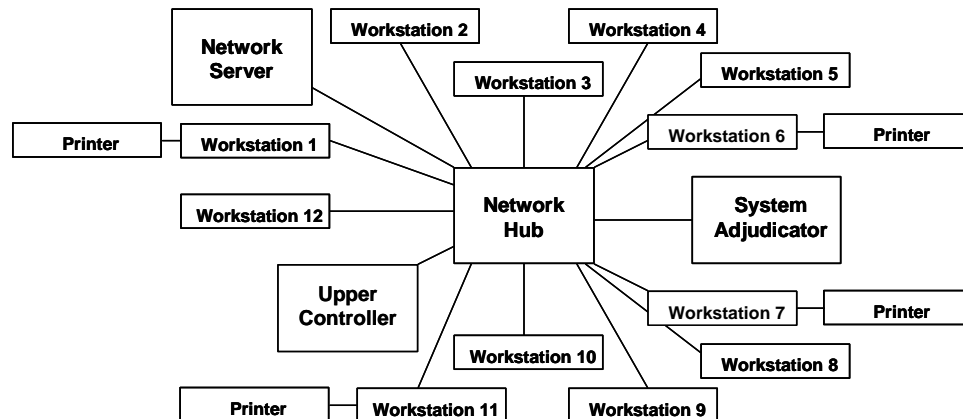 Workstation 2
Workstation 4
Network
Server
Workstation 3
Workstation 5
Printer
Workstation 1
Workstation 6
Printer
Workstation 12
Network
Hub
System
Adjudicator
Upper
Controller
Workstation 7
Printer
Workstation 10
Workstation 8
Printer
Workstation 11
Workstation 9